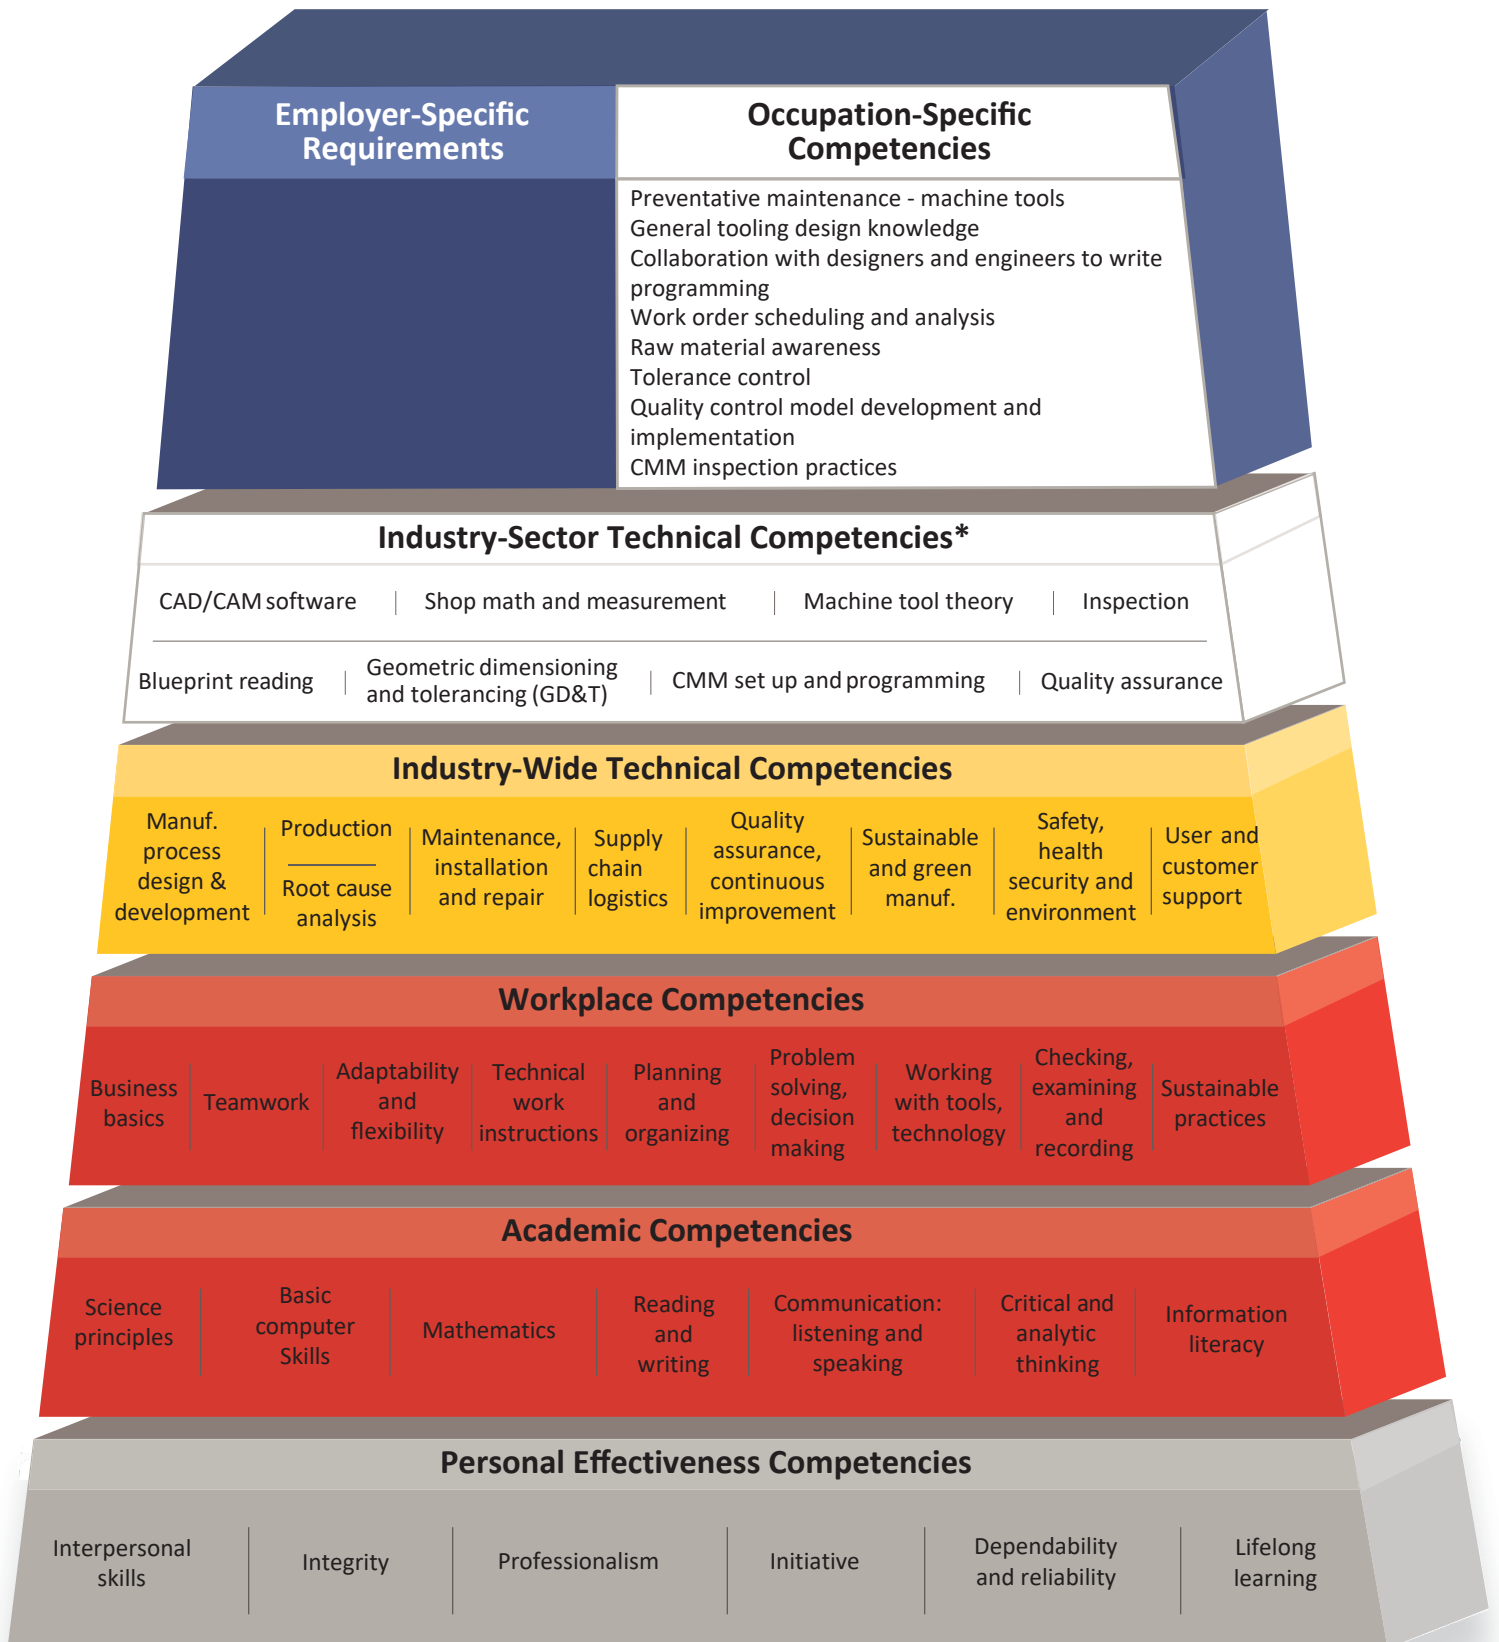 Employer-Specific
Requirements
Occupation-Specific
Competencies
Preventative maintenance - machine tools
General tooling design knowledge
Collaboration with designers and engineers to write
programming
Work order scheduling and analysis
Raw material awareness
Tolerance control
Quality control model development and
implementation
CMM inspection practices
Industry-Sector Technical Competencies*
CAD/CAM software
Shop math and measurement
Machine tool theory
Inspection
Blueprint reading
Geometric dimensioning
and tolerancing (GD&T)
CMM set up and programming
Quality assurance
Industry-Wide Technical Competencies
Manuf.
process
design &
development
Production
Root cause
analysis
Maintenance,
installation
and repair
Supply
chain
logistics
Quality
assurance,
continuous
improvement
Sustainable
and green
manuf.
Safety,
health
security and
environment
User and
customer
support
Workplace Competencies
Business
basics
Teamwork
Adaptability
and
flexibility
Technical
work
instructions
Planning
and
organizing
Problem
solving,
decision
making
Working
with tools,
technology
Checking,
examining
and
recording
Sustainable
practices
Academic Competencies
Science
principles
Basic
computer
Skills
Mathematics
Reading
and
writing
Communication:
listening and
speaking
Critical and
analytic
thinking
Information
literacy
Personal Effectiveness Competencies
Interpersonal
skills
Integrity
Professionalism
Initiative
Dependability
and reliability
Lifelong
learning